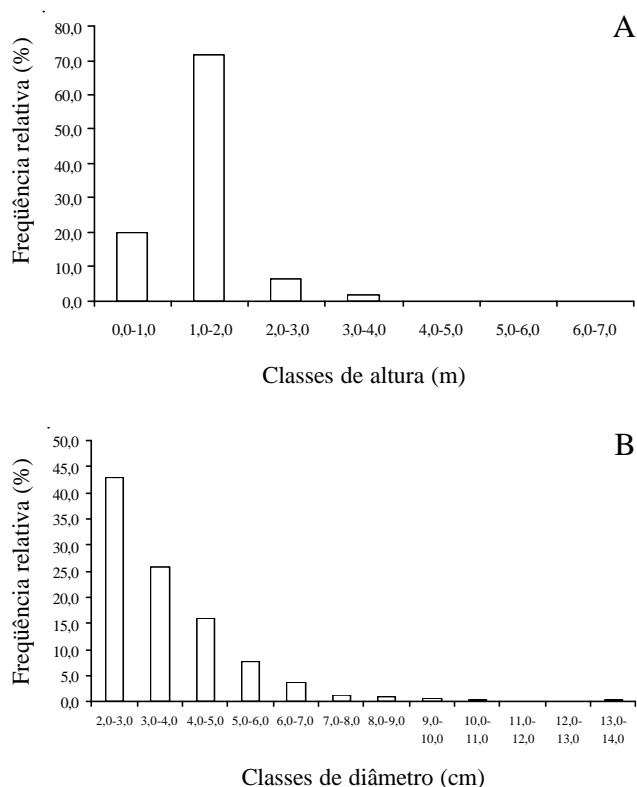 A
80,0
70,0
60,0
50,0
40,0
30,0
20,0
10,0
0,0
Freqüência relativa (%)
0,0-1,0 1,0-2,0 2,0-3,0 3,0-4,0 4,0-5,0 5,0-6,0 6,0-7,0
Classes de altura (m)
B
50,0
45,0
40,0
35,0
30,0
25,0
20,0
15,0
10,0
5,0
0,0
Freqüência relativa (%)
2,0-3,0 3,0-4,0 4,0-5,0 5,0-6,0 6,0-7,0 7,0-8,0 8,0-9,0 9,0- 10,0- 11,0- 12,0- 13,0-
10,0 11,0 12,0 13,0 14,0
Classes de diâmetro (cm)